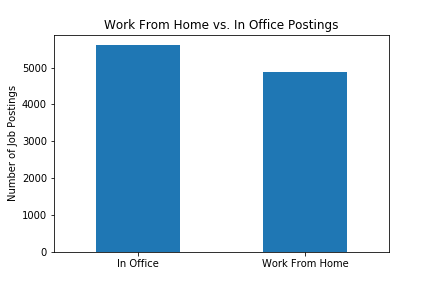 Work From Home vs. In Office Postings
Number of Job Postings
5000
4000
3000
2000
1000
0
In Office
Work From Home